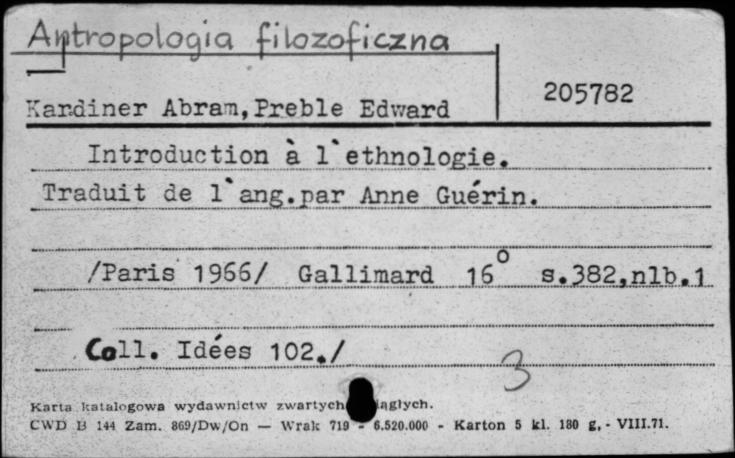 Antropologia filozoficzna
205782
Kardiner Abram,Preble Edward
Introduction à l`ethnologie.
Traduit de l`ang.par Anne Guérin.
/Paris 1966/ Gallimard 16° s.382,nlb.1
Coll. Idées 102./
3
Karta katalogowa wydawnictw zwartych ciągłych.
CWD B 144 Zam. 869/Dw/On — Wrak 719 - 6.520.000 - Karton 5 kl. 180 g. - VIII.71.